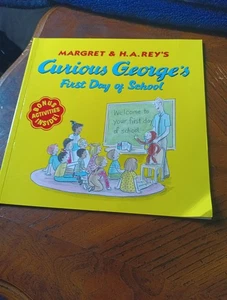 MARGRET & H.A.REY'S
Curious George's
First Day of School
BONUS
ACTIVITIES
INSIDE!
Welcome to
your first day
of school!